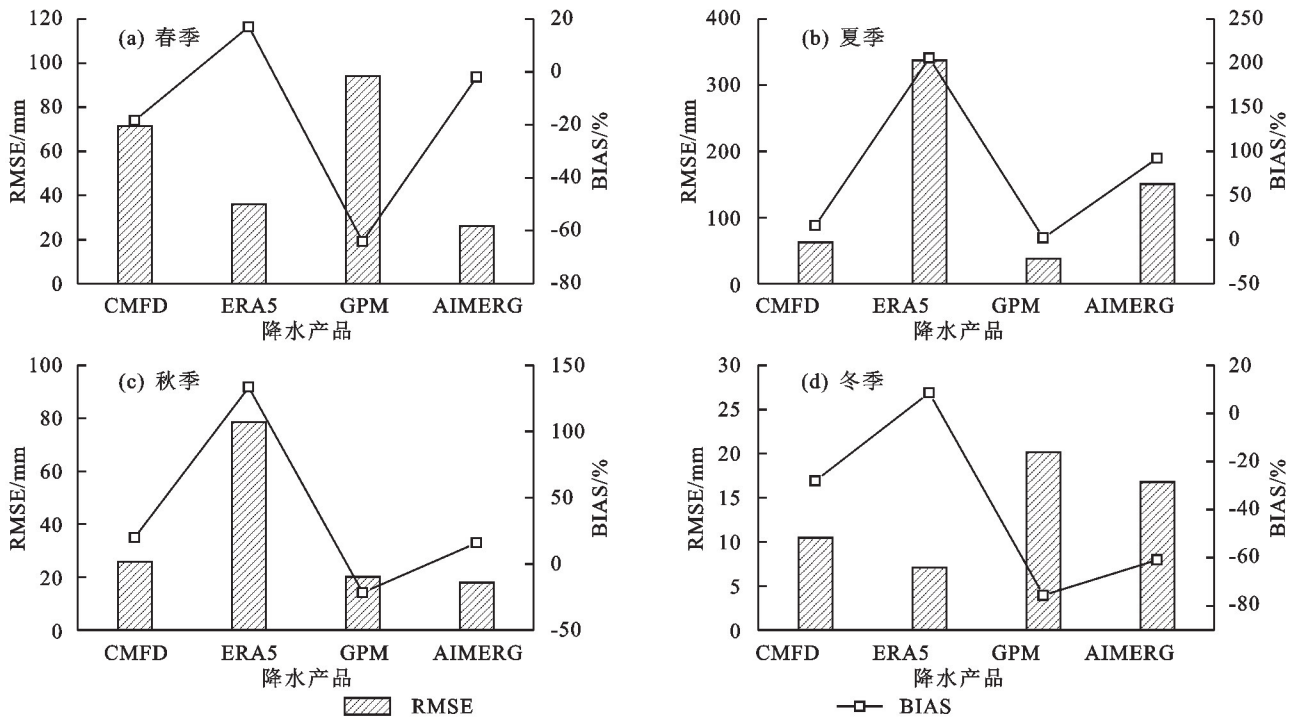 (a) 春季
120
100
80
60
40
20
0
RMSE/mm
20
0
-20
-40
-60
-80
BIAS/%
CMFD ERA5 GPM AIMERG
降水产品
(b) 夏季
400
300
200
100
0
RMSE/mm
250
200
150
100
50
0
-50
BIAS/%
CMFD ERA5 GPM AIMERG
降水产品
(c) 秋季
100
80
60
40
20
0
RMSE/mm
150
100
50
0
-50
BIAS/%
CMFD ERA5 GPM AIMERG
降水产品
(d) 冬季
30
25
20
15
10
5
0
RMSE/mm
20
0
-20
-40
-60
-80
BIAS/%
CMFD ERA5 GPM AIMERG
降水产品
RMSE BIAS